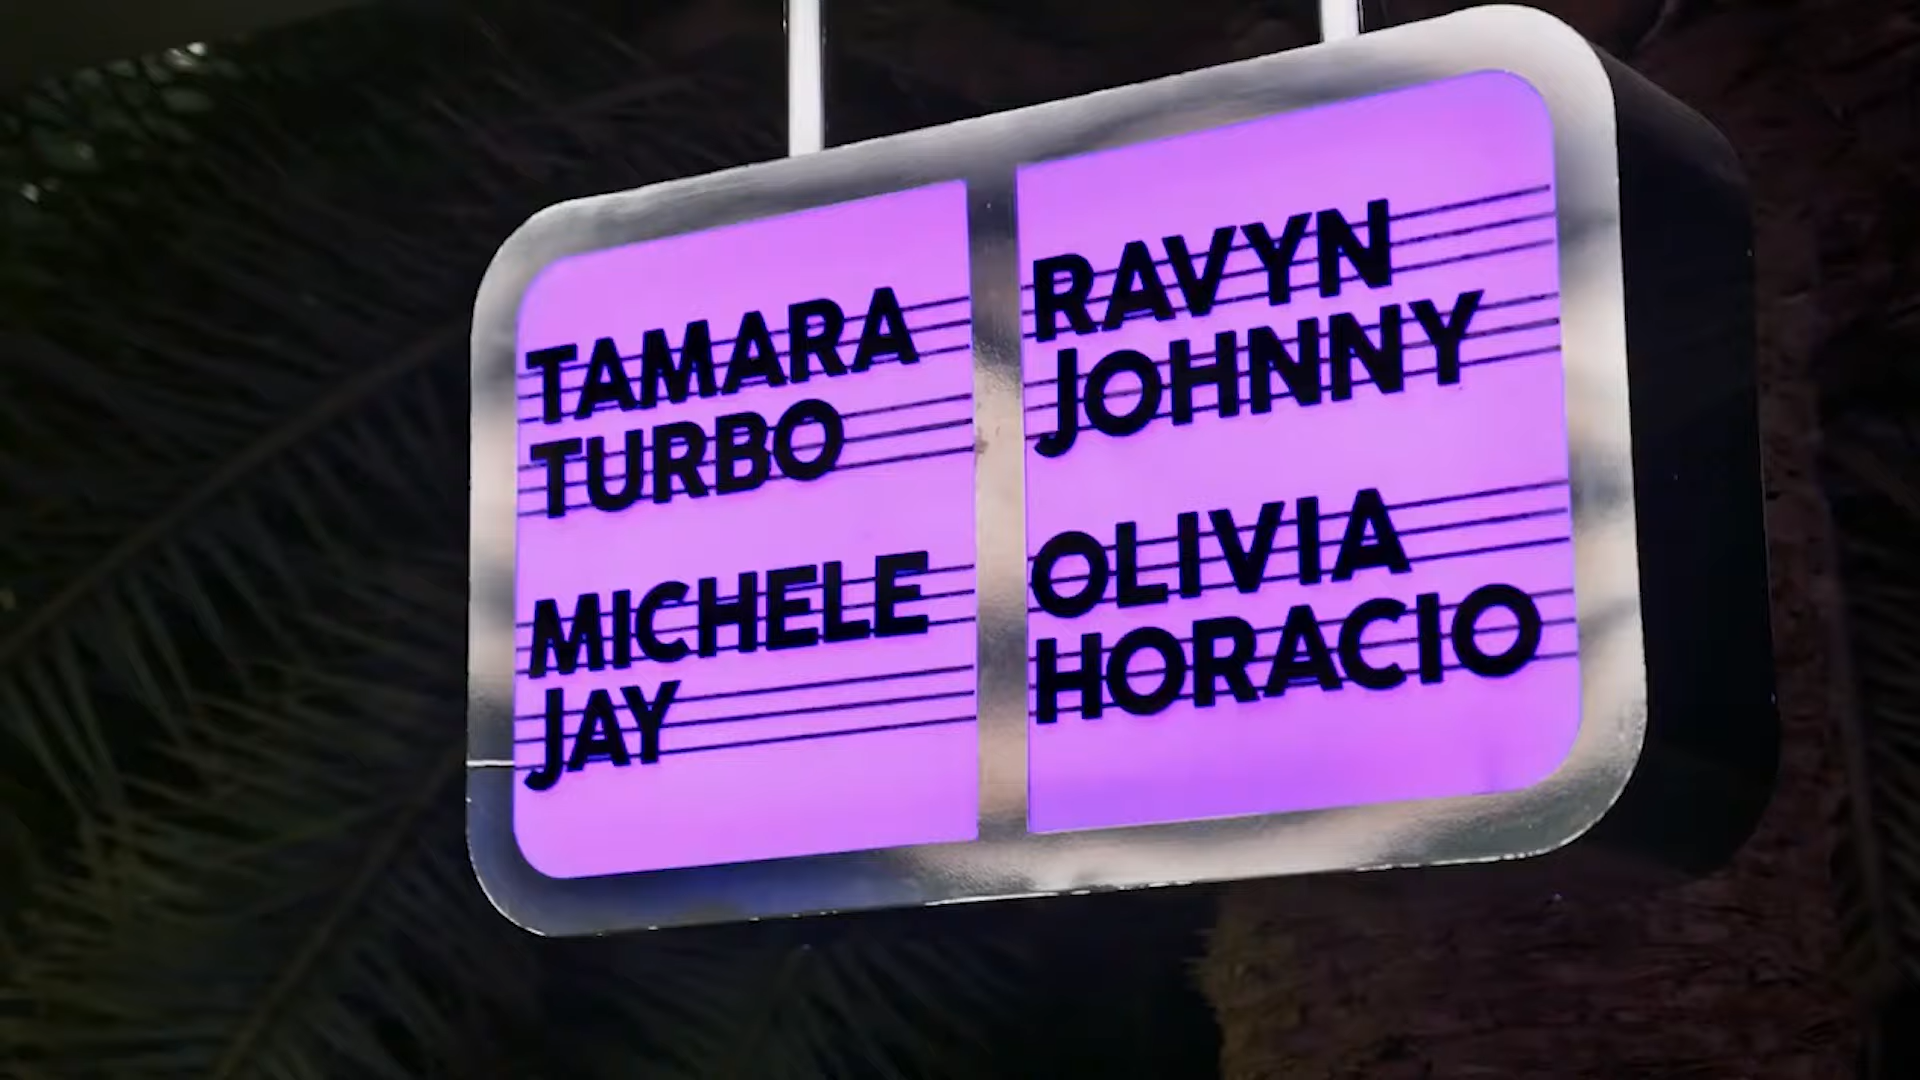 TAMARA
TURBO
MICHELE
JAY
RAVYN
JOHNNY
OLIVIA
HORACIO